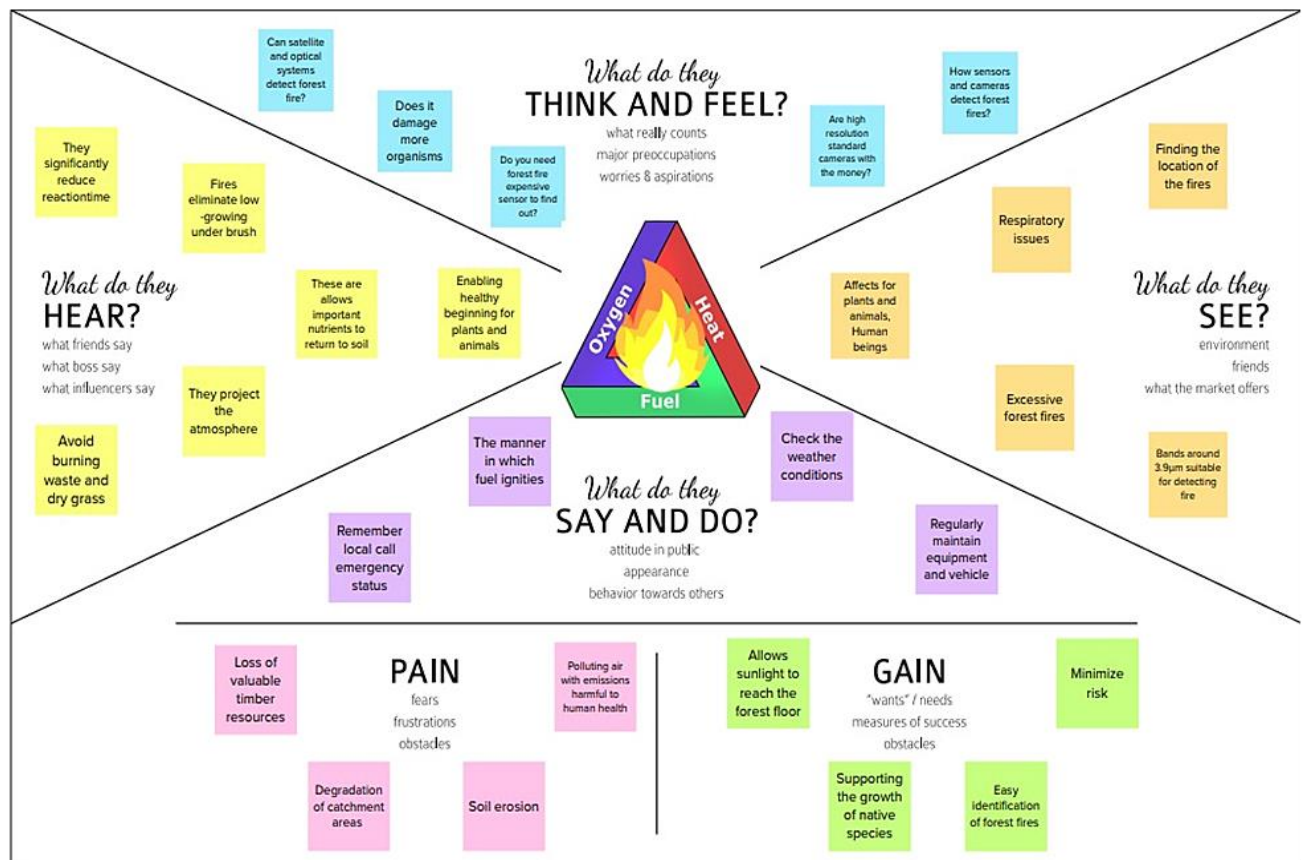 What do they
THINK AND FEEL?
what really counts
major preoccupations
worries & aspirations
Can satellite
and optical
systems
detect forest
fire?
Does it
damage
more
organisms
Do you need
forest fire
expensive
sensor to find
out?
Are high
resolution
standard
cameras with
the money?
How sensors
and cameras
detect forest
fires?
What do they
HEAR?
what friends say
what boss say
what influencers say
They
significantly
reduce
reactiontime
Fires
eliminate low
-growing
under brush
These are
allows
important
nutrients to
return to soil
Enabling
healthy
beginning for
plants and
animals
They project
the
atmosphere
Avoid
burning
waste and
dry grass
Oxygen
Heat
Fuel
What do they
SEE?
environment
friends
what the market offers
Finding the
location of
the fires
Respiratory
issues
Affects for
plants and
animals,
Human
beings
Excessive
forest fires
Bands around
3.9µm suitable
for detecting
fire
What do they
SAY AND DO?
attitude in public
appearance
behavior towards others
The manner
in which
fuel ignities
Remember
local call
emergency
status
Check the
weather
conditions
Regularly
maintain
equipment
and vehicle
PAIN
fears
frustrations
obstacles
Loss of
valuable
timber
resources
Polluting air
with emissions
harmful to
human health
Degradation
of catchment
areas
Soil erosion
GAIN
"wants" / needs
measures of success
obstacles
Allows
sunlight to
reach the
forest floor
Minimize
risk
Supporting
the growth
of native
species
Easy
identification
of forest fires